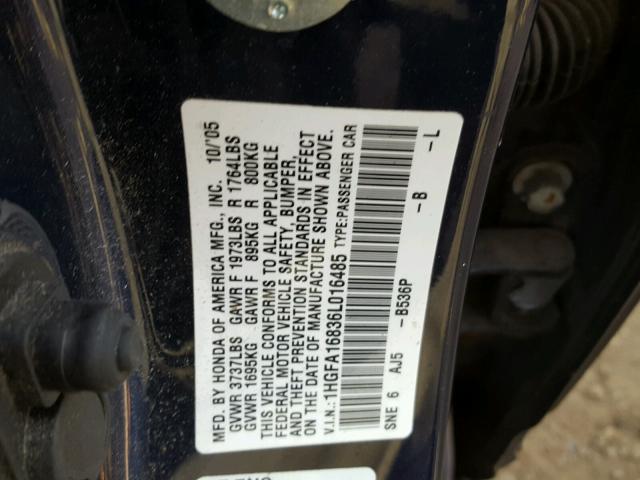 MFD. BY HONDA OF AMERICA MFG., INC. 10/'05
GVWR 3737LBS GAWR F 1973LBS R 1764LBS
GVWR 1695KG GAWR F 895KG R 800KG
THIS VEHICLE CONFORMS TO ALL APPLICABLE
FEDERAL MOTOR VEHICLE SAFETY, BUMPER,
AND THEFT PREVENTION STANDARDS IN EFFECT
ON THE DATE OF MANUFACTURE SHOWN ABOVE.
V.I.N.: 1HGFA16836L016485 TYPE:PASSENGER CAR
SNE 6 AJ5 -B536P -B -L